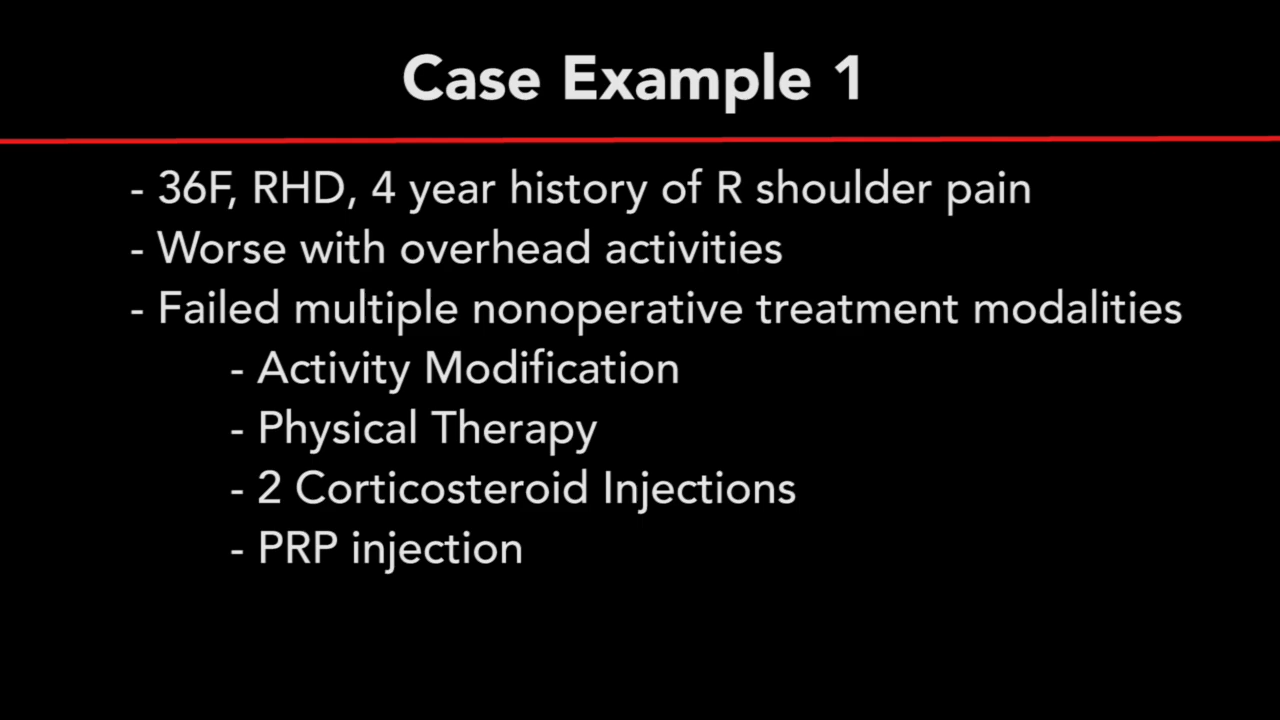 Case Example 1
- 36F, RHD, 4 year history of R shoulder pain
- Worse with overhead activities
- Failed multiple nonoperative treatment modalities
- Activity Modification
- Physical Therapy
- 2 Corticosteroid Injections
- PRP injection